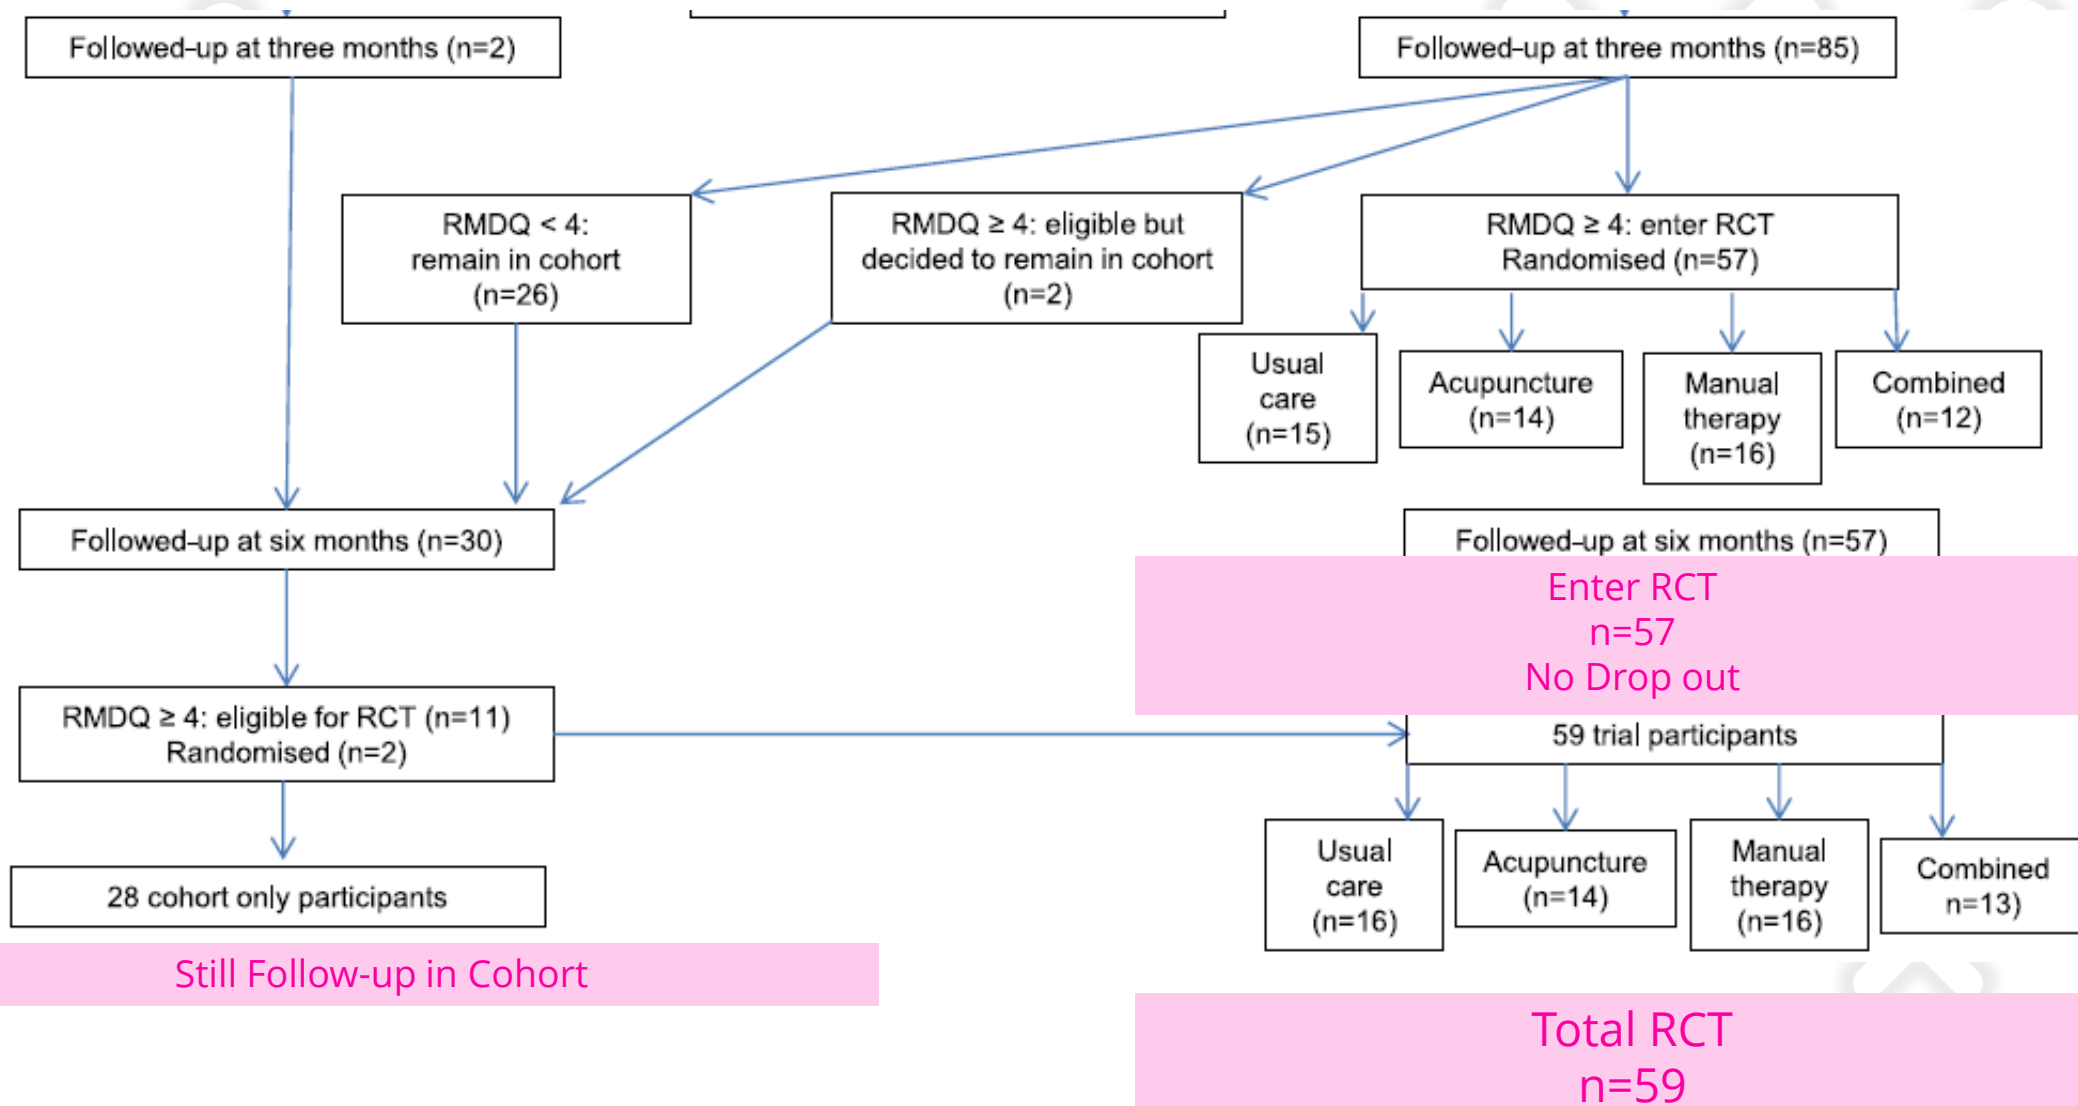 Followed-up at three months (n=2)
Followed-up at three months (n=85)
RMDQ < 4:
remain in cohort
(n=26)
RMDQ ≥ 4: eligible but
decided to remain in cohort
(n=2)
RMDQ ≥ 4: enter RCT
Randomised (n=57)
Usual
care
(n=15)
Acupuncture
(n=14)
Manual
therapy
(n=16)
Combined
(n=12)
Followed-up at six months (n=30)
Followed-up at six months (n=57)
Enter RCT
n=57
No Drop out
RMDQ ≥ 4: eligible for RCT (n=11)
Randomised (n=2)
59 trial participants
28 cohort only participants
Usual
care
(n=16)
Acupuncture
(n=14)
Manual
therapy
(n=16)
Combined
n=13)
Still Follow-up in Cohort
Total RCT
n=59